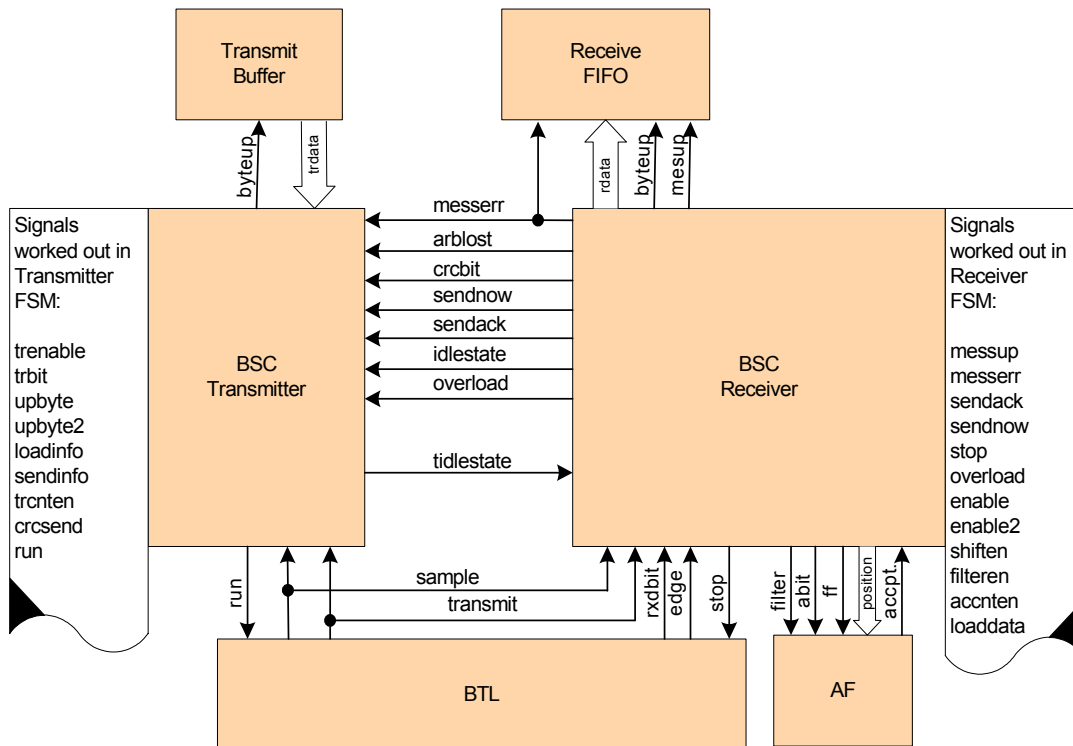 Transmit
Buffer
Receive
FIFO
byteup
trdata
rdata
byteup
mesup
Signals
worked out in
Transmitter
FSM:
trenable
trbit
upbyte
upbyte2
loadinfo
sendinfo
trcnten
crcsend
run
BSC
Transmitter
messerr
arblost
crcbit
sendnow
sendack
idlestate
overload
tidlestate
BSC
Receiver
Signals
worked out in
Receiver
FSM:
messup
messerr
sendack
sendnow
stop
overload
enable
enable2
shiften
filteren
accnten
loaddata
run
sample
transmit
rxdbit
edge
stop
filter
abit
ff
position
accpt.
BTL
AF